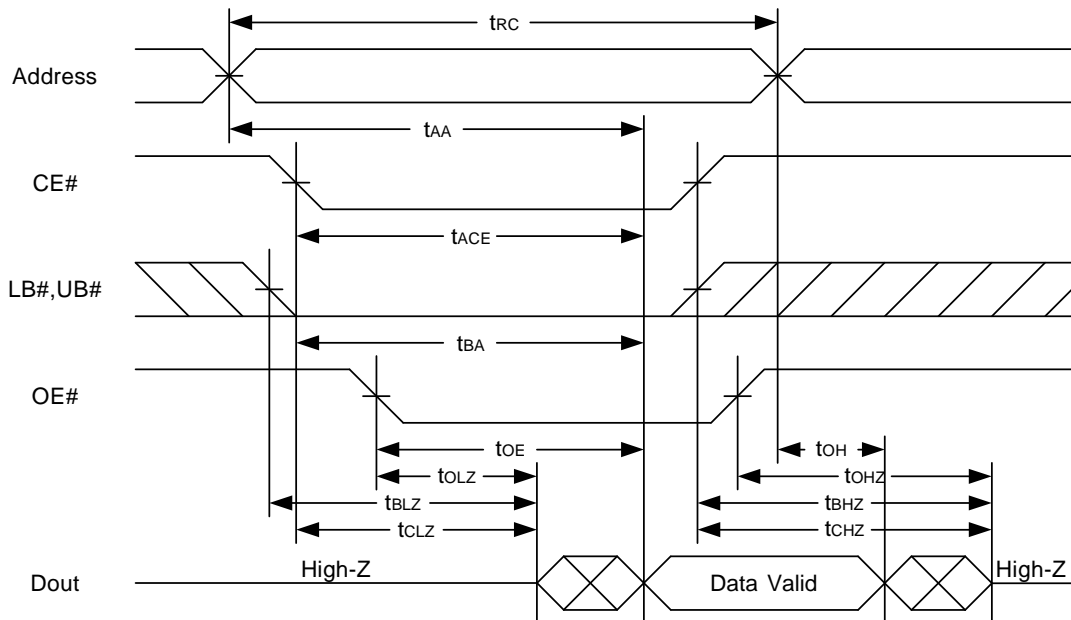 tRC
Address
tAA
CE#
tACE
LB#,UB#
tBA
OE#
tOE
tOH
tOLZ
tOHZ
tBLZ
tBHZ
tCLZ
tCHZ
High-Z
High-Z
Dout
Data Valid